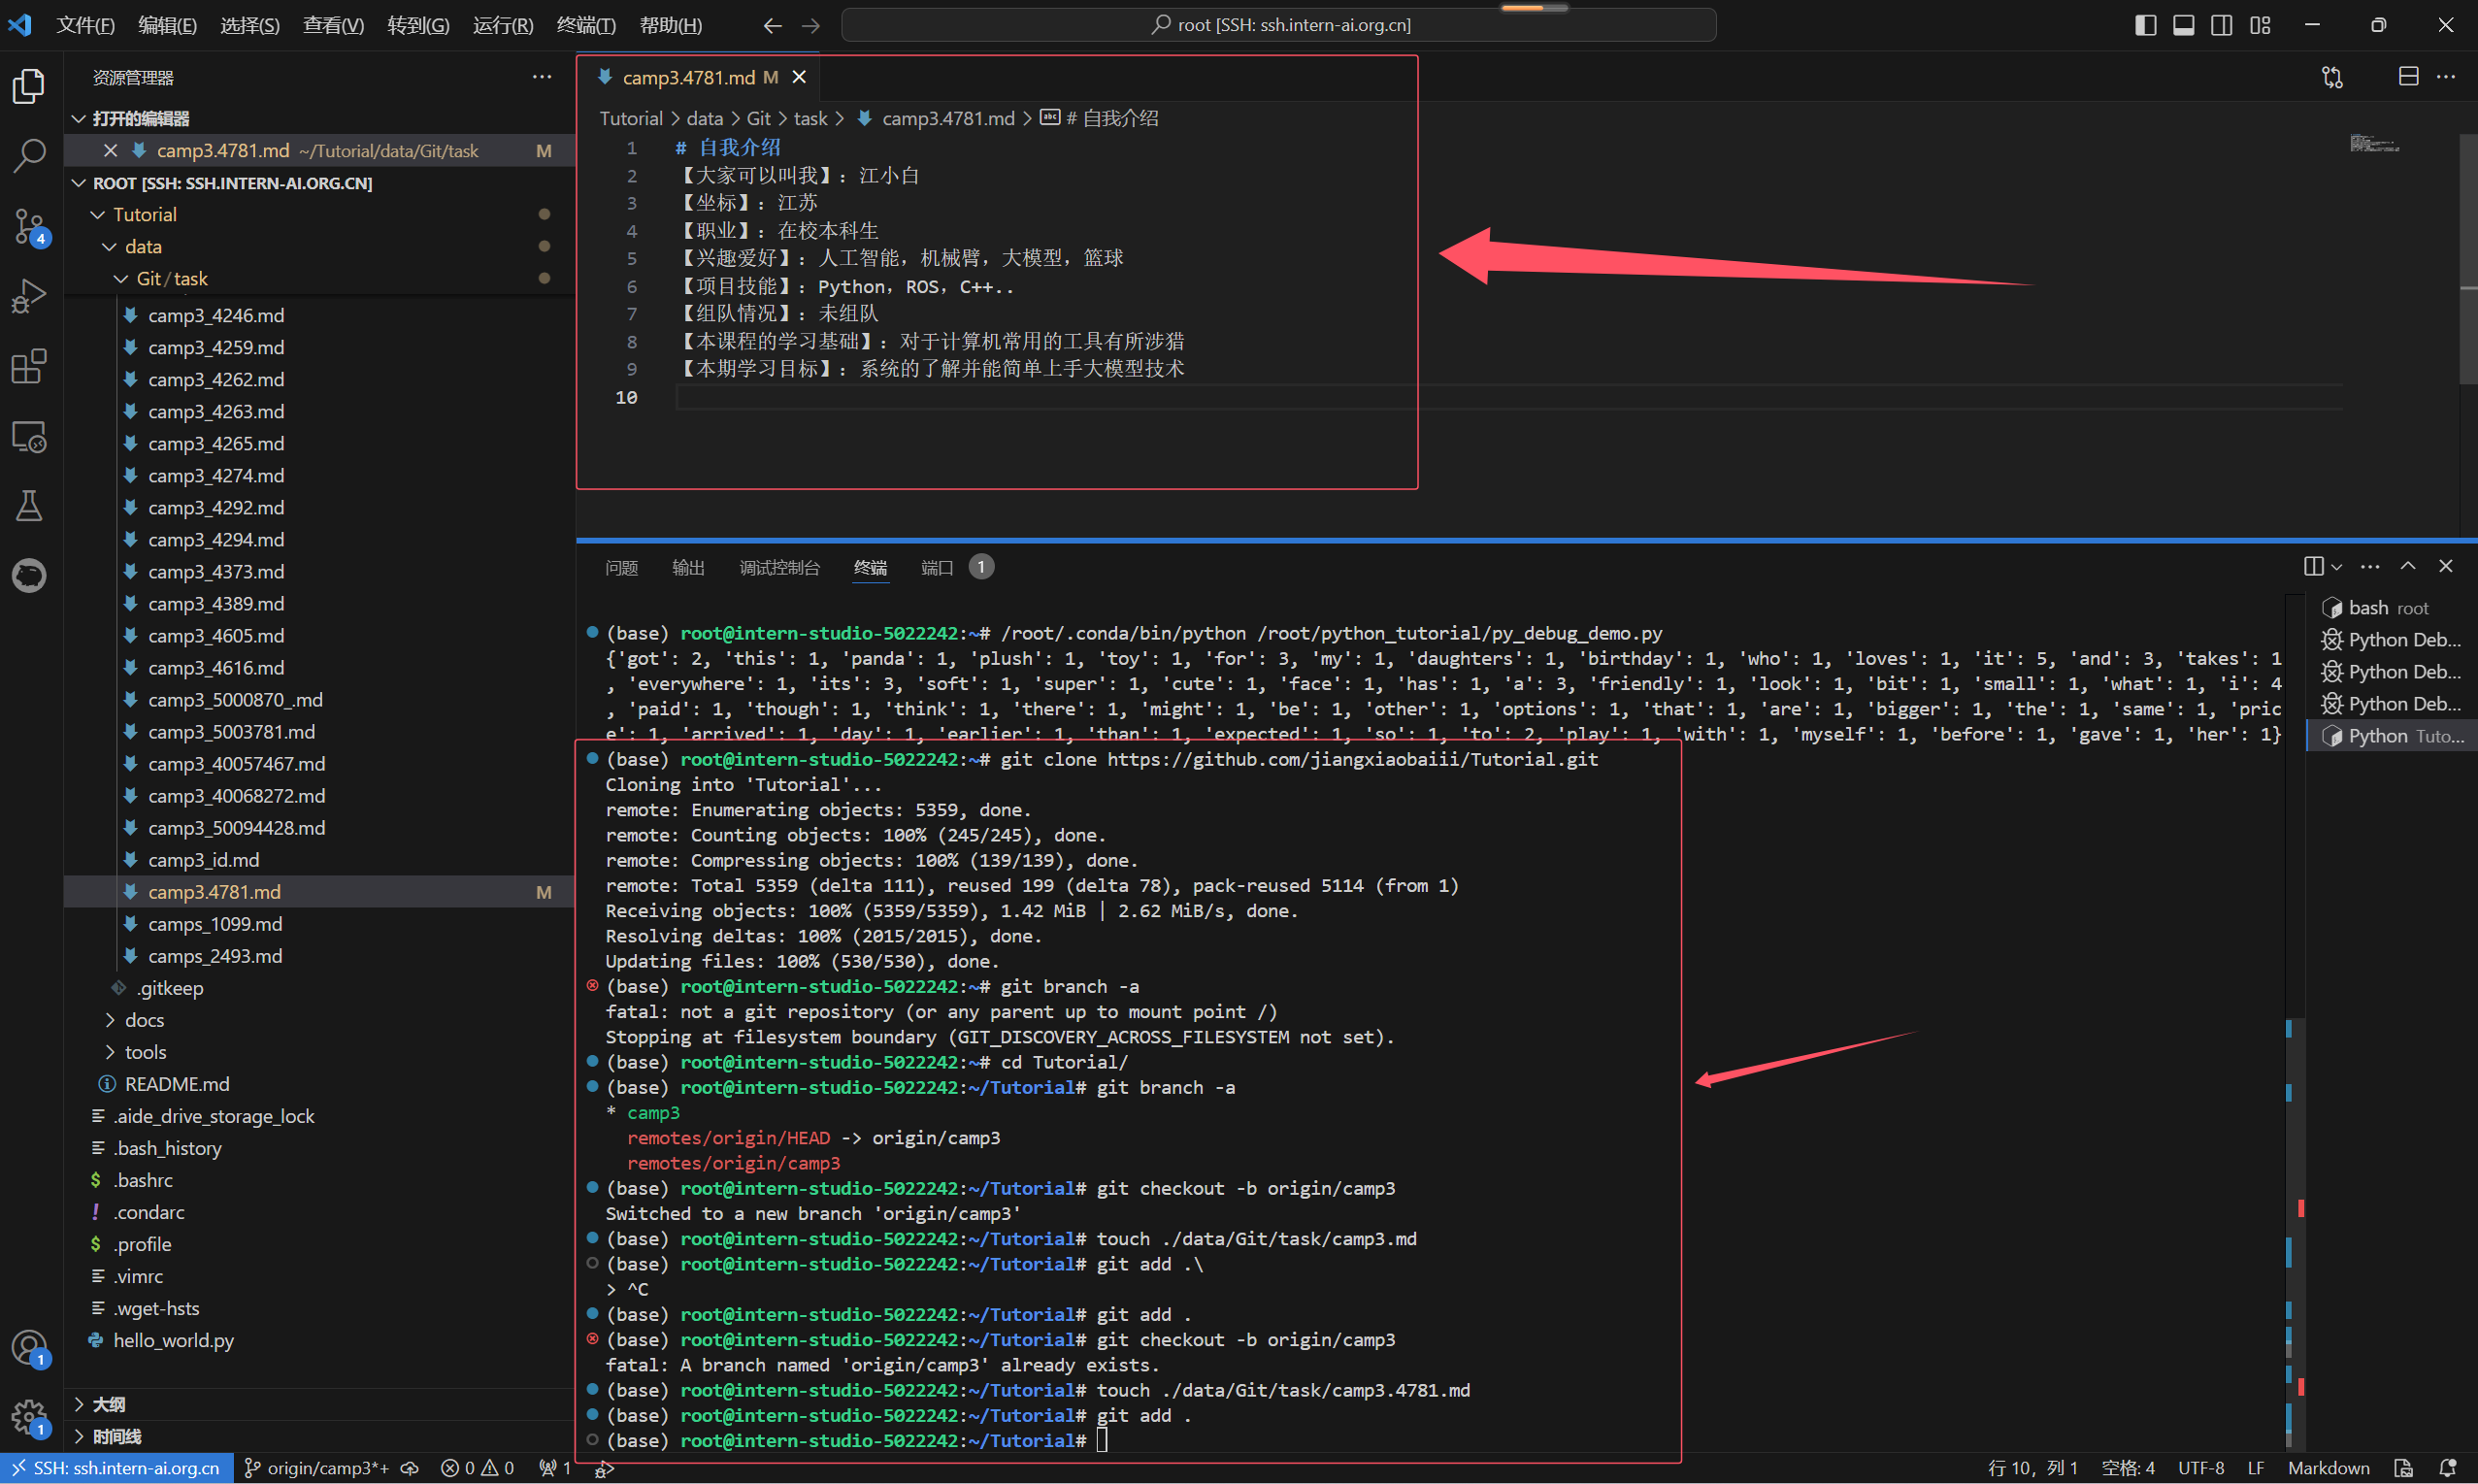 文件(F) 编辑(E) 选择(S) 查看(V) 转到(G) 运行(R) 终端(T) 帮助(H)
root [SSH: ssh.intern-ai.org.cn]
资源管理器
打开的编辑器
camp3.4781.md ~/Tutorial/data/Git/task M
ROOT [SSH: SSH.INTERN-AI.ORG.CN]
Tutorial
data
Git / task
camp3_4246.md
camp3_4259.md
camp3_4262.md
camp3_4263.md
camp3_4265.md
camp3_4274.md
camp3_4292.md
camp3_4294.md
camp3_4373.md
camp3_4389.md
camp3_4605.md
camp3_4616.md
camp3_5000870_.md
camp3_5003781.md
camp3_40057467.md
camp3_40068272.md
camp3_50094428.md
camp3_id.md
camp3.4781.md M
camps_1099.md
camps_2493.md
.gitkeep
docs
tools
README.md
.aide_drive_storage_lock
.bash_history
.bashrc
.condarc
.profile
.vimrc
.wget-hsts
hello_world.py
大纲
时间线
4
1
1
camp3.4781.md M
Tutorial > data > Git > task > camp3.4781.md > # 自我介绍
1 # 自我介绍
2 【大家可以叫我】：江小白
3 【坐标】：江苏
4 【职业】：在校本科生
5 【兴趣爱好】：人工智能，机械臂，大模型，篮球
6 【项目技能】：Python，ROS，C++..
7 【组队情况】：未组队
8 【本课程的学习基础】：对于计算机常用的工具有所涉猎
9 【本期学习目标】：系统的了解并能简单上手大模型技术
10
问题 输出 调试控制台 终端 端口 1
(base) root@intern-studio-5022242:~# /root/.conda/bin/python /root/python_tutorial/py_debug_demo.py
{'got': 2, 'this': 1, 'panda': 1, 'plush': 1, 'toy': 1, 'for': 3, 'my': 1, 'daughters': 1, 'birthday': 1, 'who': 1, 'loves': 1, 'it': 5, 'and': 3, 'takes': 1
, 'everywhere': 1, 'its': 3, 'soft': 1, 'super': 1, 'cute': 1, 'face': 1, 'has': 1, 'a': 3, 'friendly': 1, 'look': 1, 'bit': 1, 'small': 1, 'what': 1, 'i': 4
, 'paid': 1, 'though': 1, 'think': 1, 'there': 1, 'might': 1, 'be': 1, 'other': 1, 'options': 1, 'that': 1, 'are': 1, 'bigger': 1, 'the': 1, 'same': 1, 'pric
e': 1, 'arrived': 1, 'day': 1, 'earlier': 1, 'than': 1, 'expected': 1, 'so': 1, 'to': 2, 'play': 1, 'with': 1, 'myself': 1, 'before': 1, 'gave': 1, 'her': 1}
(base) root@intern-studio-5022242:~# git clone https://github.com/jiangxiaobaiii/Tutorial.git
Cloning into 'Tutorial'...
remote: Enumerating objects: 5359, done.
remote: Counting objects: 100% (245/245), done.
remote: Compressing objects: 100% (139/139), done.
remote: Total 5359 (delta 111), reused 199 (delta 78), pack-reused 5114 (from 1)
Receiving objects: 100% (5359/5359), 1.42 MiB | 2.62 MiB/s, done.
Resolving deltas: 100% (2015/2015), done.
Updating files: 100% (530/530), done.
(base) root@intern-studio-5022242:~# git branch -a
fatal: not a git repository (or any parent up to mount point /)
Stopping at filesystem boundary (GIT_DISCOVERY_ACROSS_FILESYSTEM not set).
(base) root@intern-studio-5022242:~# cd Tutorial/
(base) root@intern-studio-5022242:~/Tutorial# git branch -a
* camp3
remotes/origin/HEAD -> origin/camp3
remotes/origin/camp3
(base) root@intern-studio-5022242:~/Tutorial# git checkout -b origin/camp3
Switched to a new branch 'origin/camp3'
(base) root@intern-studio-5022242:~/Tutorial# touch ./data/Git/task/camp3.md
(base) root@intern-studio-5022242:~/Tutorial# git add .\
> ^C
(base) root@intern-studio-5022242:~/Tutorial# git add .
(base) root@intern-studio-5022242:~/Tutorial# git checkout -b origin/camp3
fatal: A branch named 'origin/camp3' already exists.
(base) root@intern-studio-5022242:~/Tutorial# touch ./data/Git/task/camp3.4781.md
(base) root@intern-studio-5022242:~/Tutorial# git add .
(base) root@intern-studio-5022242:~/Tutorial#
bash root
Python Deb...
Python Deb...
Python Deb...
Python Tuto...
SSH: ssh.intern-ai.org.cn origin/camp3*+ 0 0 1 行 10，列 1 空格: 4 UTF-8 LF Markdown